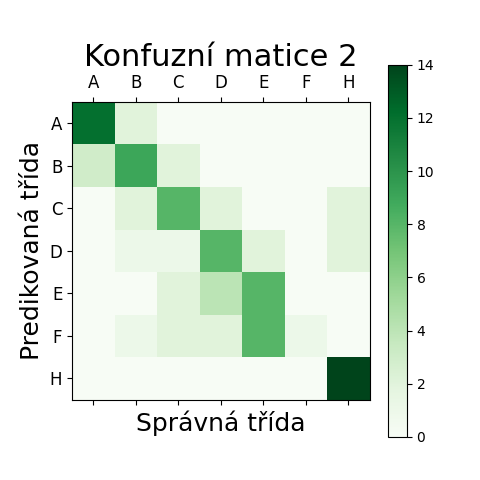 Konfuzní matice 2
A B C D E F H
A
B
C
D
E
F
H
Predikovaná třída
Správná třída
14
12
10
8
6
4
2
0